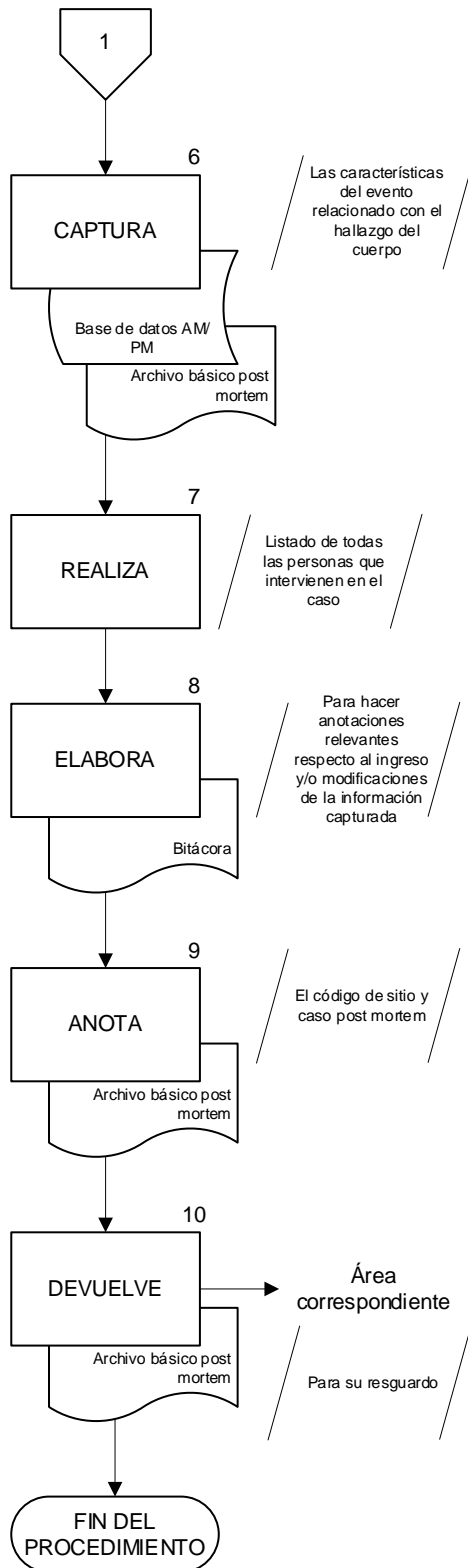 1
6
CAPTURA
Las características
del evento
relacionado con el
hallazgo del
cuerpo
Base de datos AM/
PM
Archivo básico post
mortem
7
REALIZA
Listado de todas
las personas que
intervienen en el
caso
8
ELABORA
Para hacer
anotaciones
relevantes
respecto al ingreso
y/o modificaciones
de la información
capturada
Bitácora
9
ANOTA
El código de sitio y
caso post mortem
Archivo básico post
mortem
10
DEVUELVE
Área
correspondiente
Archivo básico post
mortem
Para su resguardo
FIN DEL
PROCEDIMIENTO